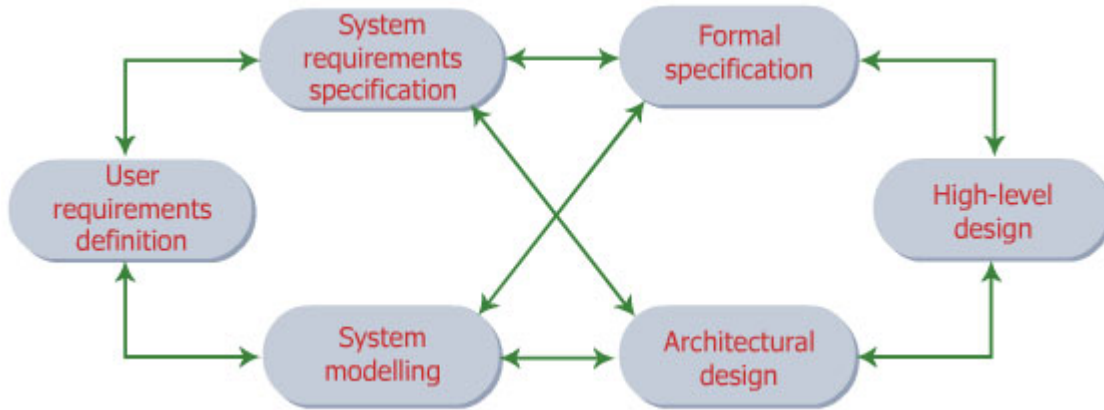 System
requirements
specification
Formal
specification
User
requirements
definition
High-level
design
System
modelling
Architectural
design